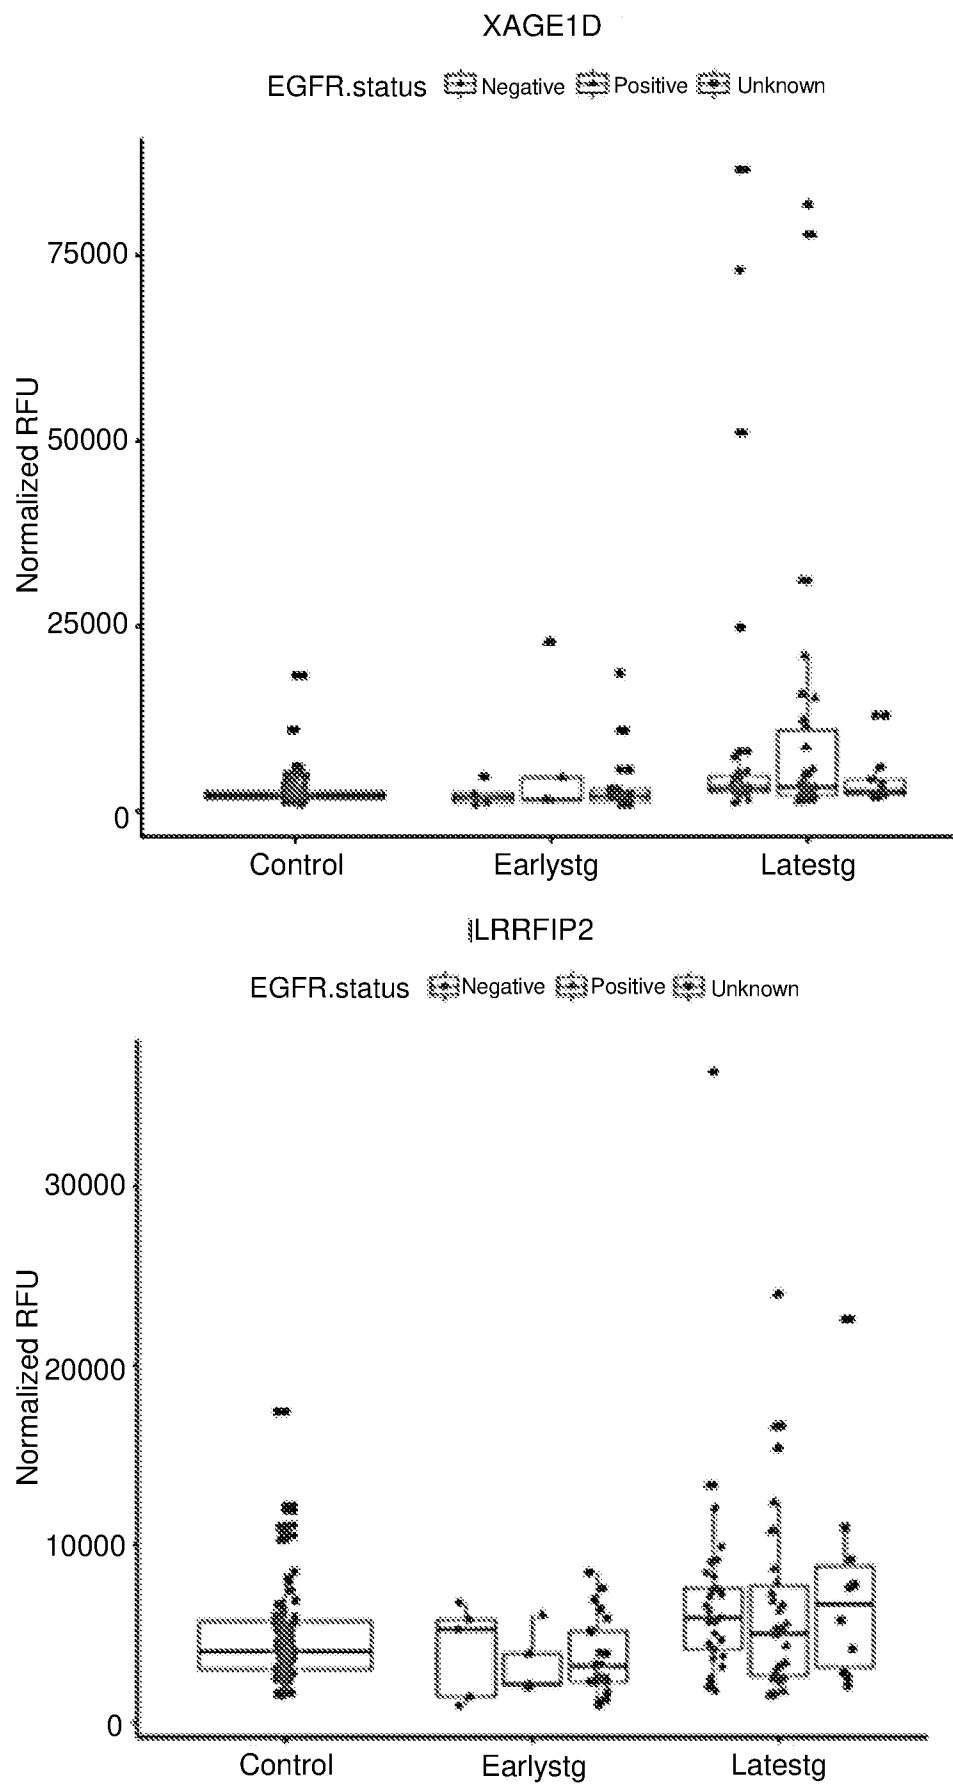 XAGE1D
EGFR.status Negative Positive Unknown
75000
50000
25000
0
Normalized RFU
Control Earlystg Latestg
LRRFIP2
EGFR.status Negative Positive Unknown
30000
20000
10000
0
Normalized RFU
Control Earlystg Latestg